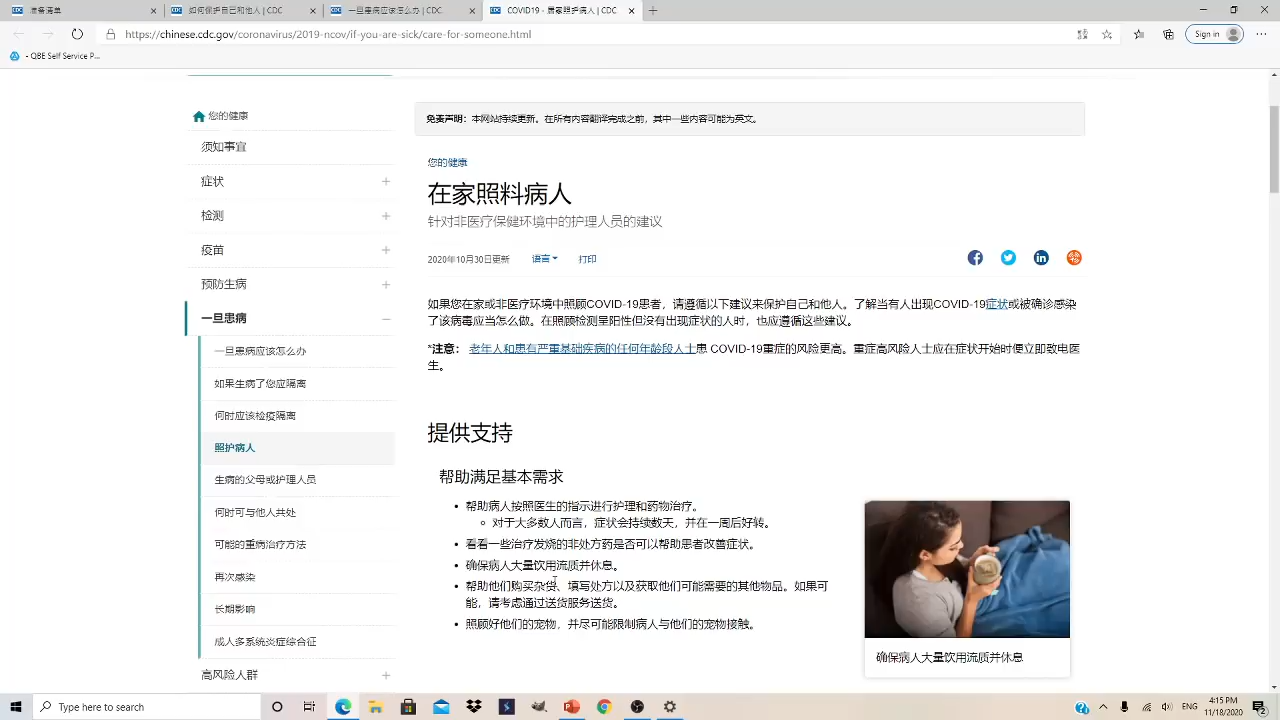 准备清单
如何保护自己和他人 | CDC
一旦患病应该怎么办 | CDC
COVID19 - 居家照护病人 | CDC
https://chinese.cdc.gov/coronavirus/2019-ncov/if-you-are-sick/care-for-someone.html
Sign in
- QBE Self Service P...
您的健康
须知事宜
症状
检测
疫苗
预防生病
一旦患病
一旦患病应该怎么办
如果生病了您应隔离
何时应该检疫隔离
照护病人
生病的父母或护理人员
何时可与他人共处
可能的重病治疗方法
再次感染
长期影响
成人多系统炎症综合征
高风险人群
免责声明：本网站持续更新。在所有内容翻译完成之前，其中一些内容可能为英文。
您的健康
在家照料病人
针对非医疗保健环境中的护理人员的建议
2020年10月30日更新 语言 打印
如果您在家或非医疗环境中照顾COVID-19患者，请遵循以下建议来保护自己和他人。了解当有人出现COVID-19症状或被确诊感染
了该病毒应当怎么做。在照顾检测呈阳性但没有出现症状的人时，也应遵循这些建议。
*注意： 老年人和患有严重基础疾病的任何年龄段人士患 COVID-19重症的风险更高。重症高风险人士应在症状开始时便立即致电医
生。
提供支持
帮助满足基本需求
帮助病人按照医生的指示进行护理和药物治疗。
对于大多数人而言，症状会持续数天，并在一周后好转。
看看一些治疗发烧的非处方药是否可以帮助患者改善症状。
确保病人大量饮用流质并休息。
帮助他们购买杂货、填写处方以及获取他们可能需要的其他物品。如果可
能，请考虑通过送货服务送货。
照顾好他们的宠物，并尽可能限制病人与他们的宠物接触。
确保病人大量饮用流质并休息
Type here to search
ENG
4:15 PM
11/18/2020